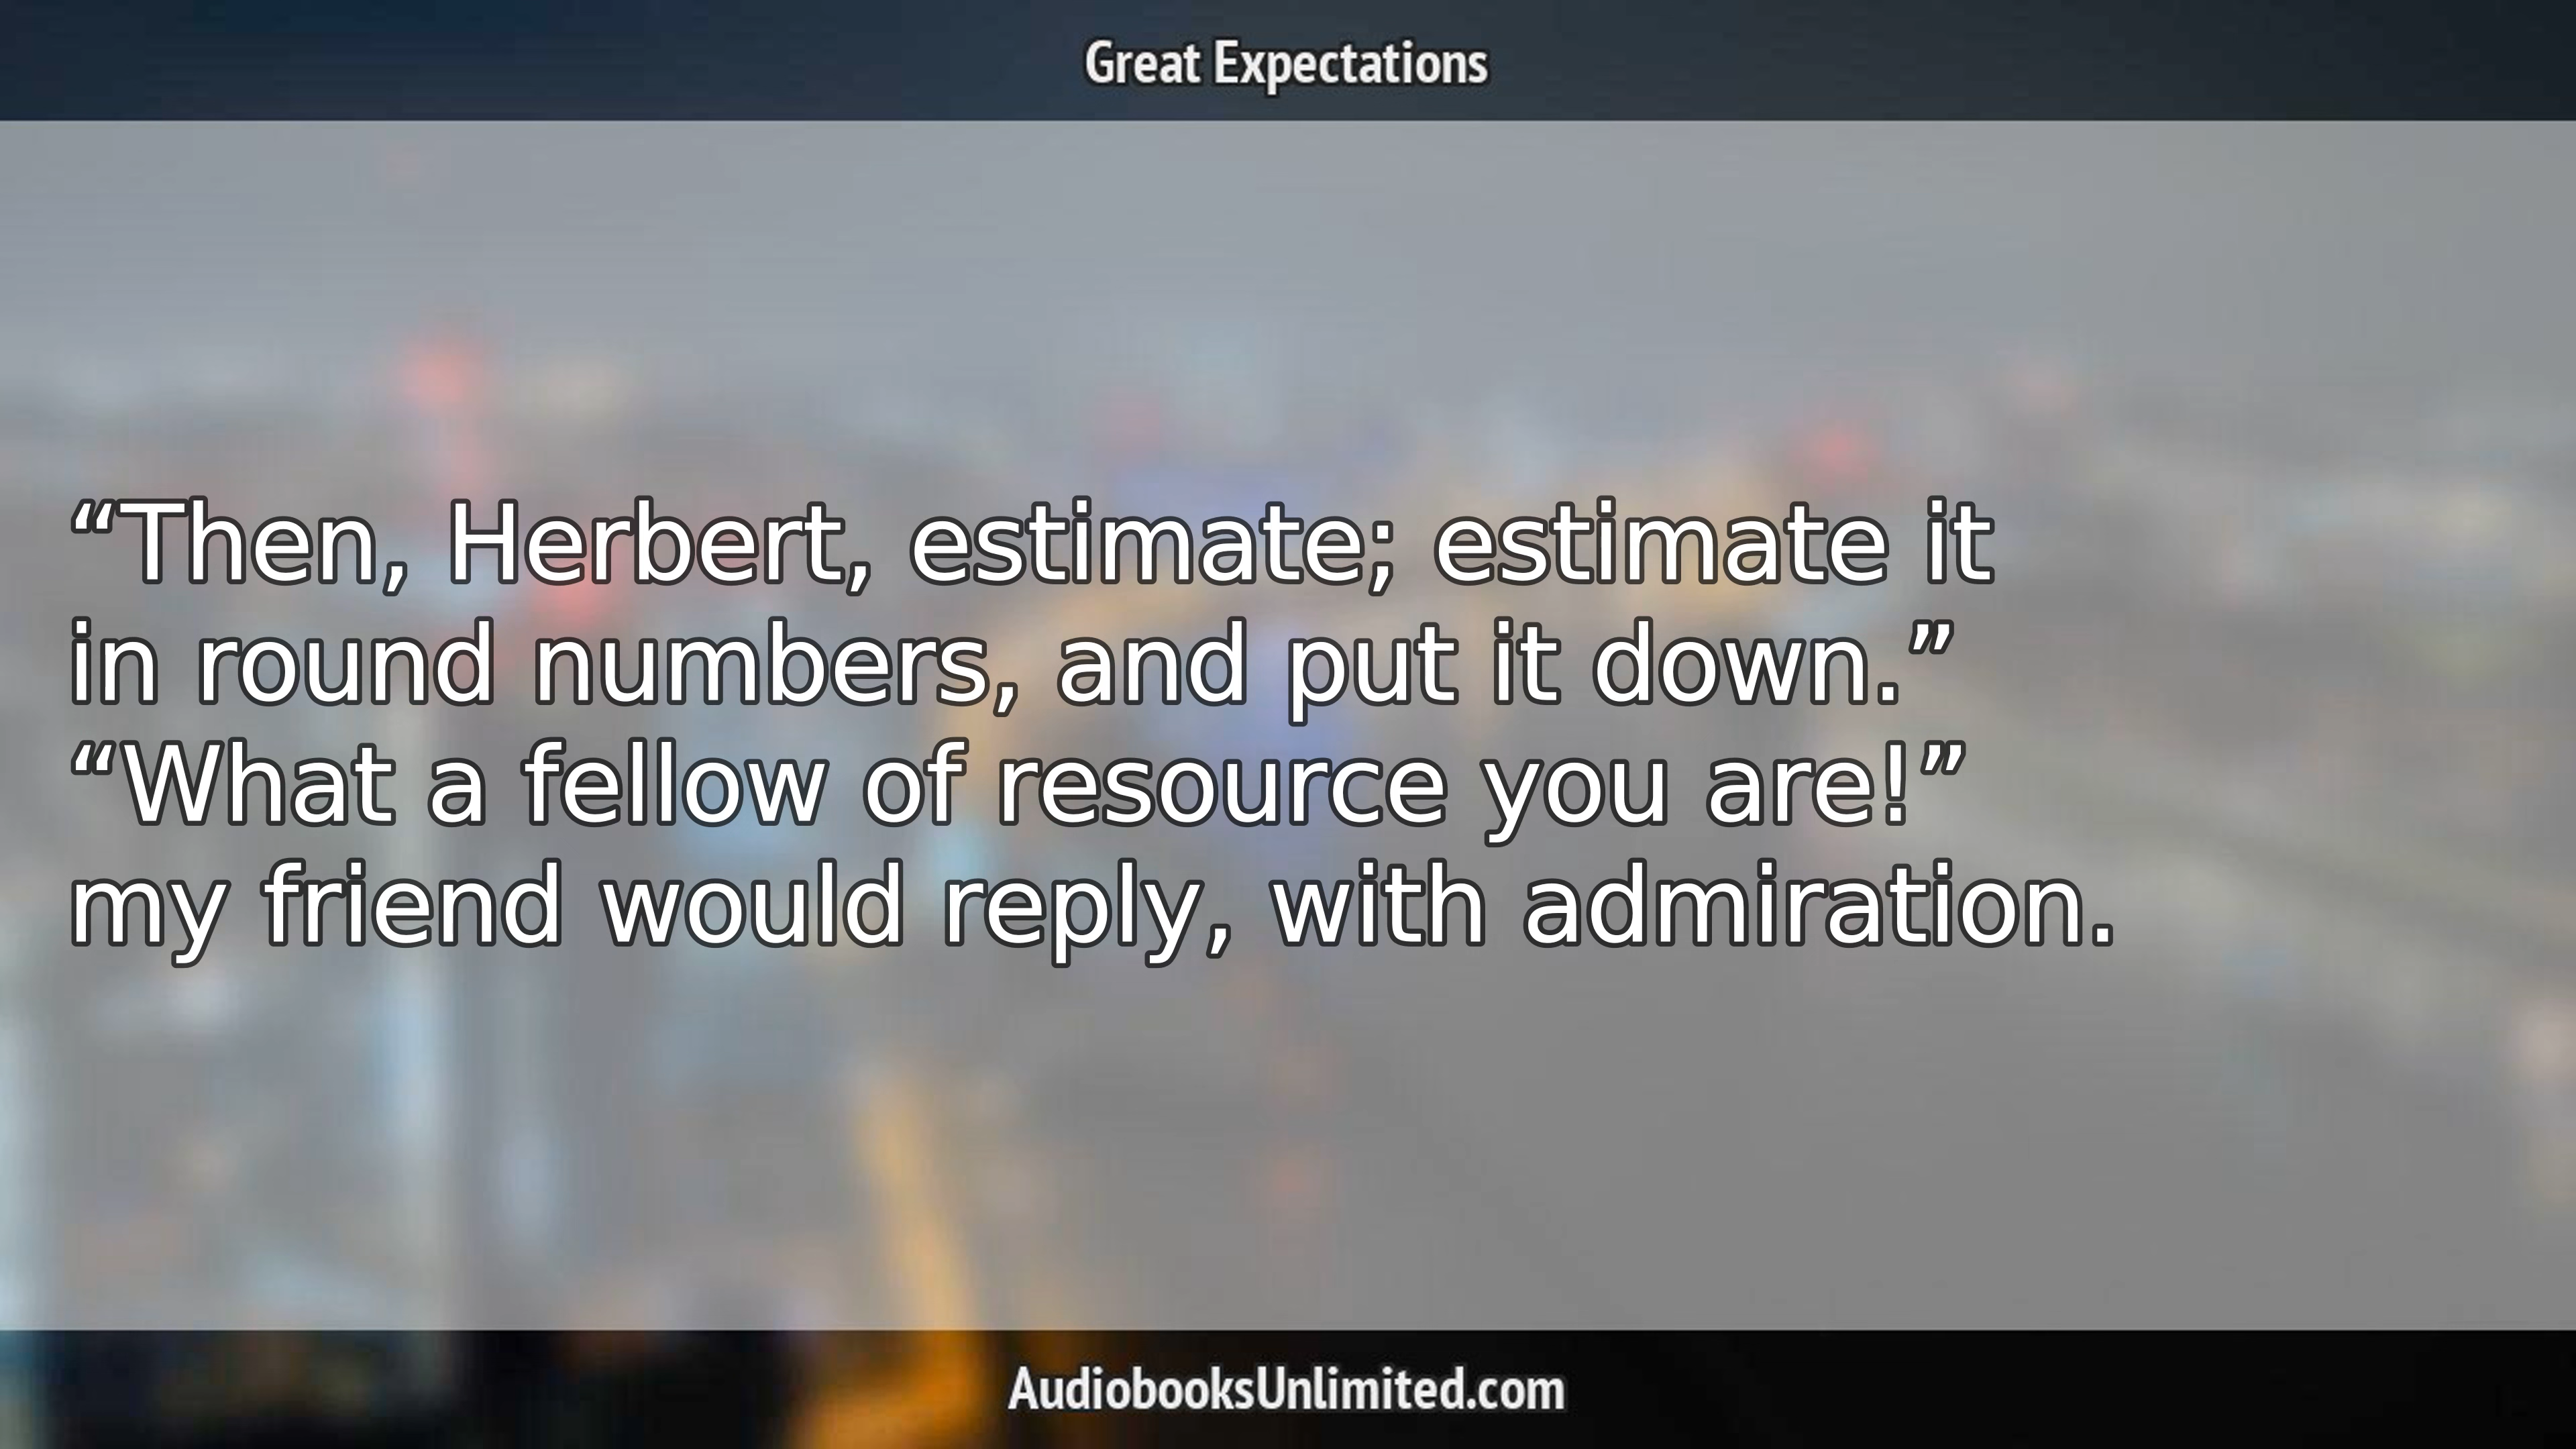 Great Expectations
“Then, Herbert, estimate; estimate it
in round numbers, and put it down.”
“What a fellow of resource you are!”
my friend would reply, with admiration.
AudiobooksUnlimited.com